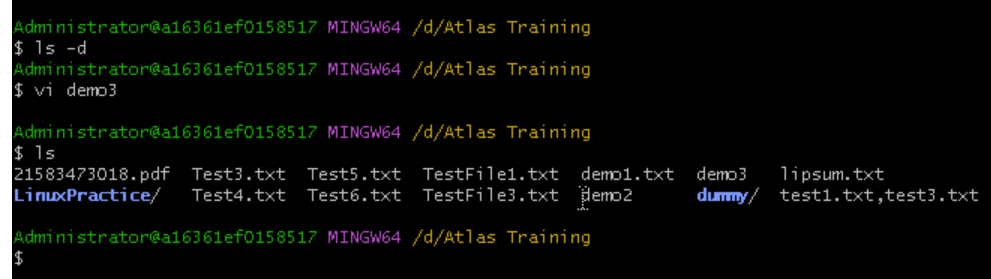 Administrator@a16361ef0158517 MINGW64 /d/Atlas Training
$ ls -d
Administrator@a16361ef0158517 MINGW64 /d/Atlas Training
$ vi demo3
Administrator@a16361ef0158517 MINGW64 /d/Atlas Training
$ ls
21583473018.pdf Test3.txt Test5.txt TestFile1.txt demo1.txt demo3 lipsum.txt
LinuxPractice/ Test4.txt Test6.txt TestFile3.txt demo2 dummy/ test1.txt,test3.txt
Administrator@a16361ef0158517 MINGW64 /d/Atlas Training
$